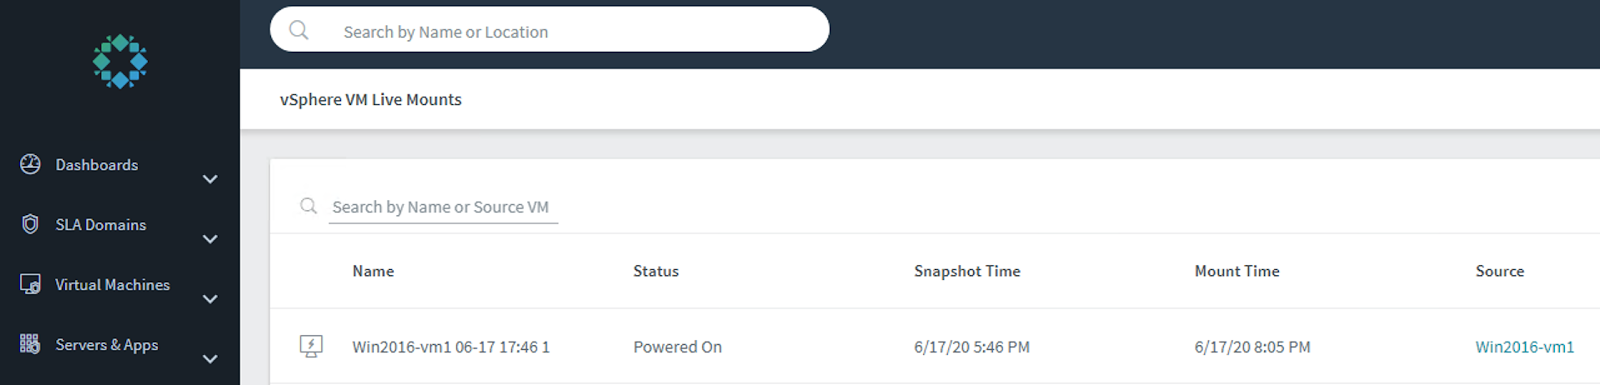 Search by Name or Location
vSphere VM Live Mounts
Dashboards
SLA Domains
Virtual Machines
Servers & Apps
Search by Name or Source VM
Name Status Snapshot Time Mount Time Source
Win2016-vm1 06-17 17:46 1 Powered On 6/17/20 5:46 PM 6/17/20 8:05 PM Win2016-vm1